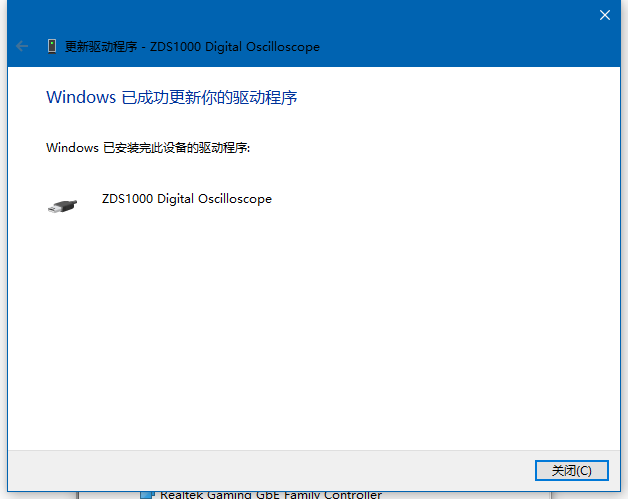 更新驱动程序 - ZDS1000 Digital Oscilloscope
Windows 已成功更新你的驱动程序
Windows 已安装完此设备的驱动程序:
ZDS1000 Digital Oscilloscope
关闭(C)
Realtek Gaming GbE Family Controller